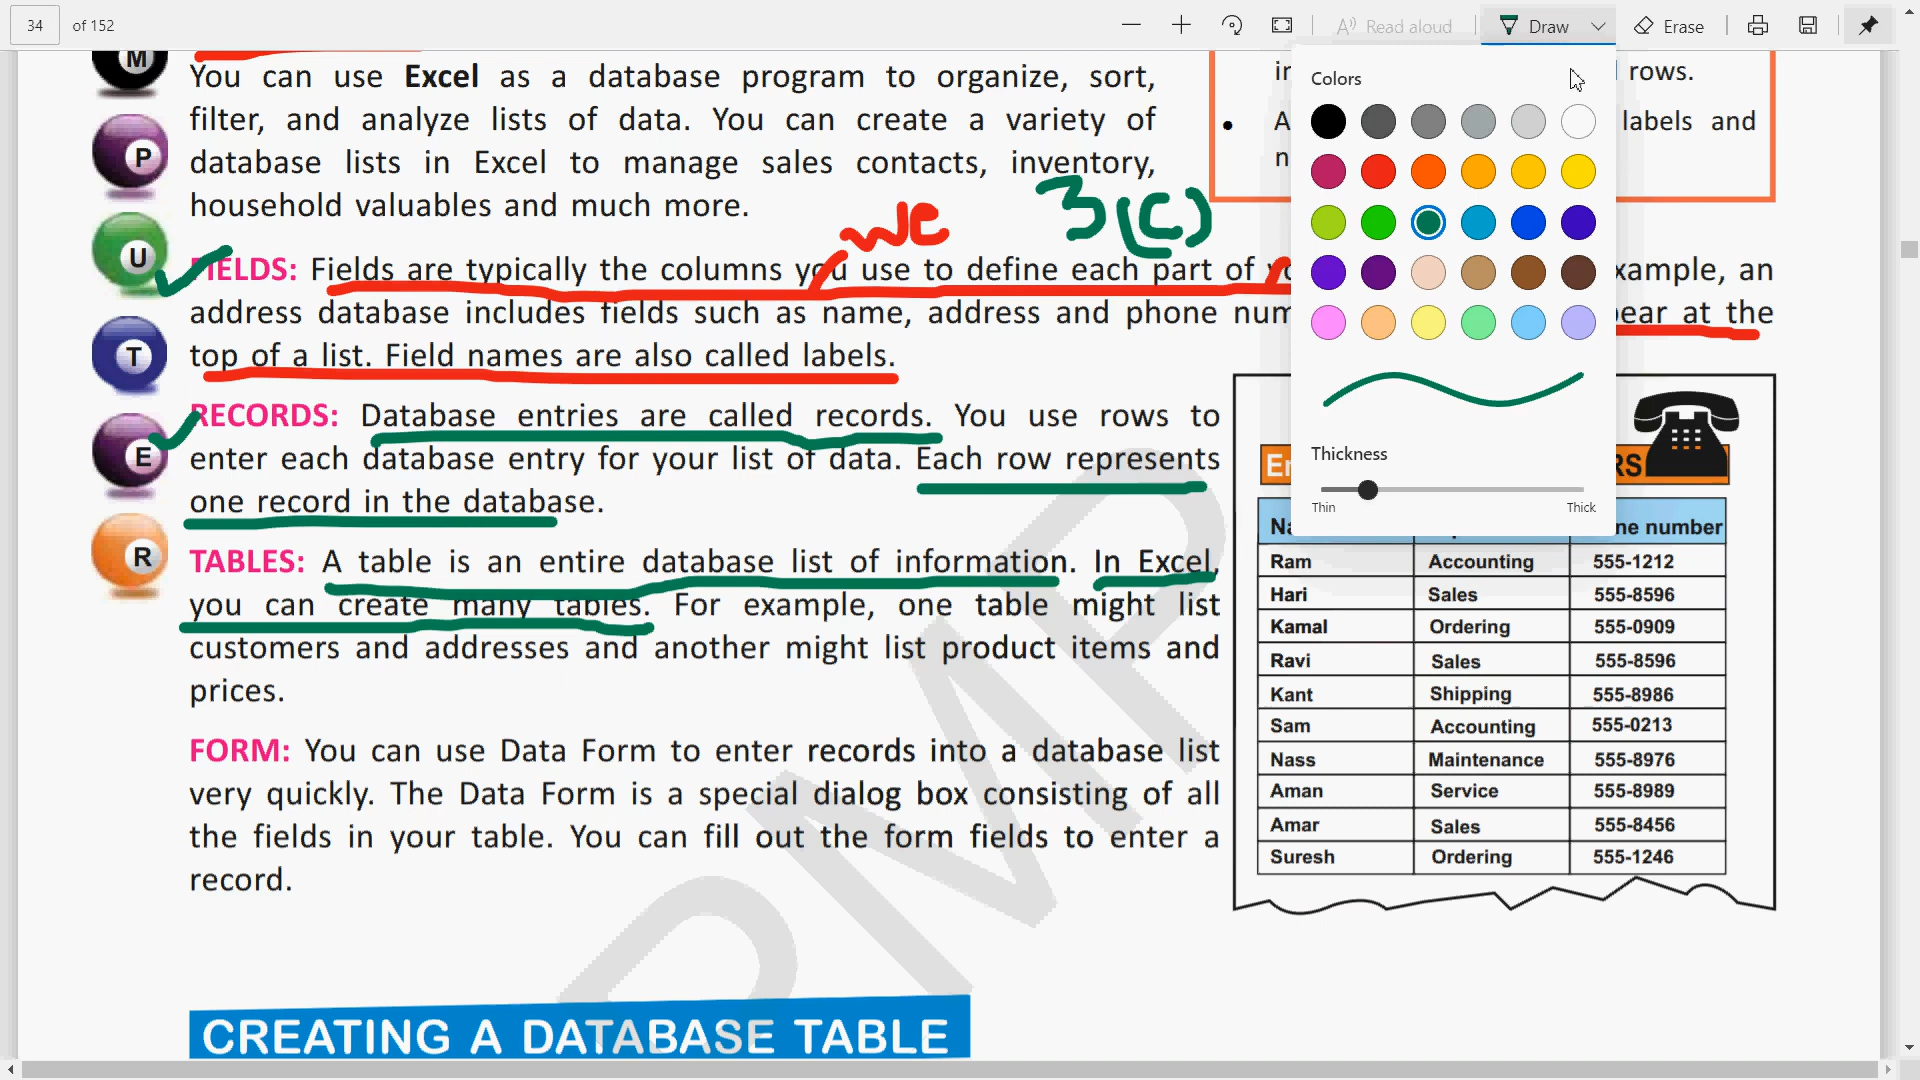 34 of 152 Read aloud Draw Erase
M
P
U
T
E
R
You can use Excel as a database program to organize, sort,
filter, and analyze lists of data. You can create a variety of
database lists in Excel to manage sales contacts, inventory,
household valuables and much more.
we
3(c)
rows.
labels and
FIELDS: Fields are typically the columns you use to define each part of
example, an
address database includes fields such as name, address and phone
at the
top of a list. Field names are also called labels.
RECORDS: Database entries are called records. You use rows to
enter each database entry for your list of data. Each row represents
one record in the database.
TABLES: A table is an entire database list of information. In Excel,
you can create many tables. For example, one table might list
customers and addresses and another might list product items and
prices.
FORM: You can use Data Form to enter records into a database list
very quickly. The Data Form is a special dialog box consisting of all
the fields in your table. You can fill out the form fields to enter a
record.
Colors
Thickness
Thin Thick
number
Ram Accounting 555-1212
Hari Sales 555-8596
Kamal Ordering 555-0909
Ravi Sales 555-8596
Kant Shipping 555-8986
Sam Accounting 555-0213
Nass Maintenance 555-8976
Aman Service 555-8989
Amar Sales 555-8456
Suresh Ordering 555-1246
CREATING A DATABASE TABLE